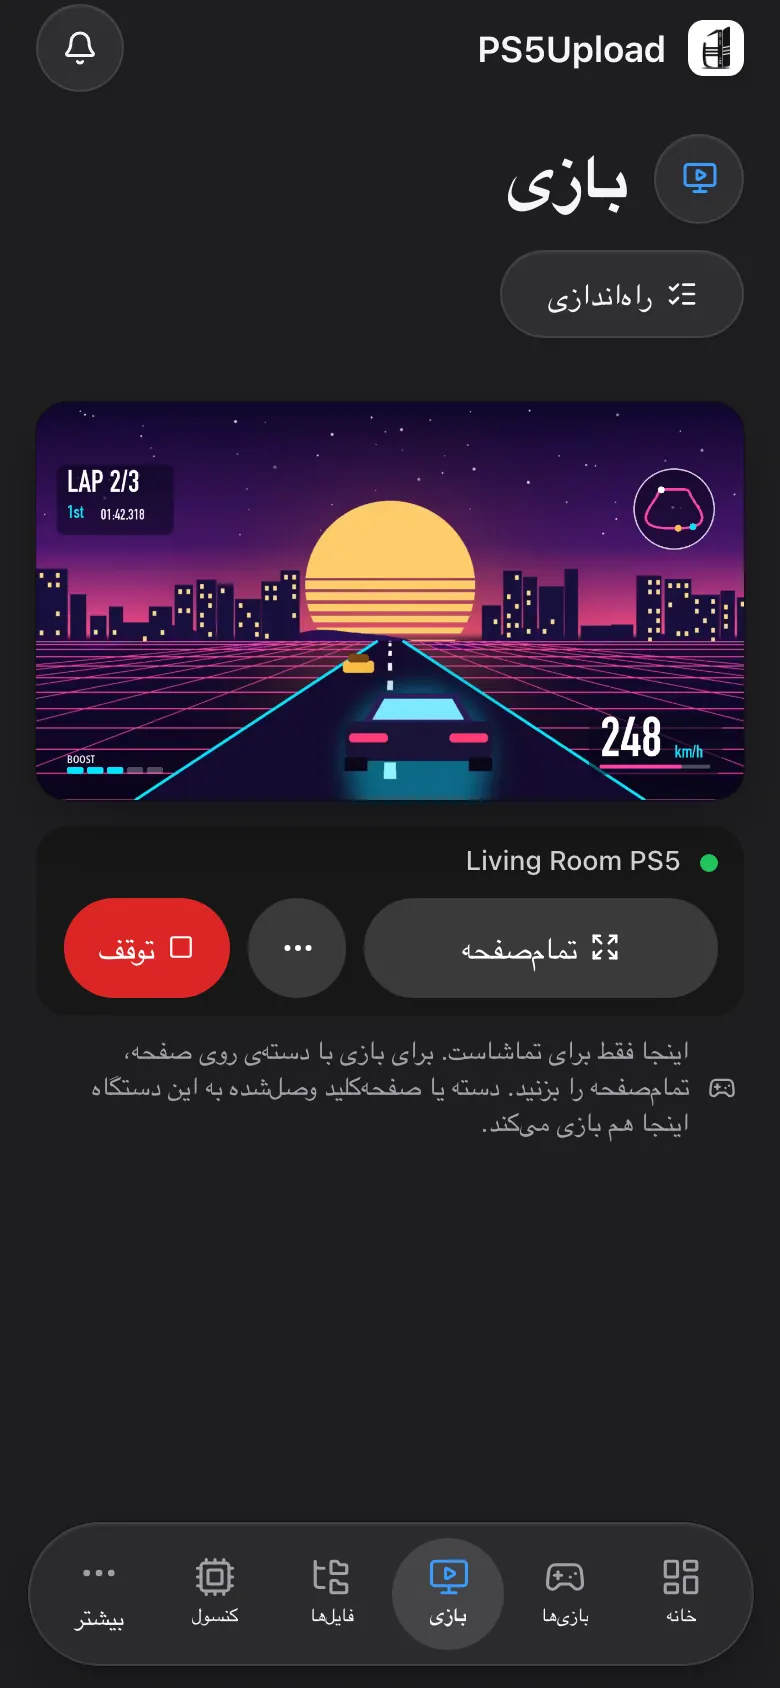 PS5Upload
بازی
راه‌اندازی
LAP 2/3
1st 01:42.318
BOOST
248 km/h
Living Room PS5
تمام‌صفحه
توقف
اینجا فقط برای تماشاست. برای بازی با دسته‌ی روی صفحه،
تمام‌صفحه را بزنید. دسته یا صفحه‌کلید وصل‌شده به این دستگاه
اینجا هم بازی می‌کند.
خانه
بازی‌ها
بازی
فایل‌ها
کنسول
بیشتر